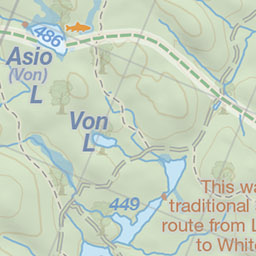 486
Asio
(Von)
L
Von
L
449
This wa
traditional
route from L
to White